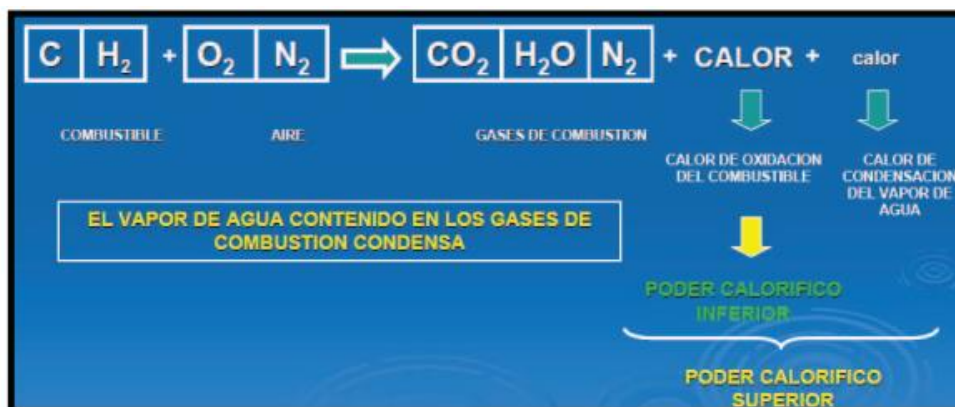 C H₂ + O₂ N₂ CO₂ H₂O N₂ + CALOR + calor
COMBUSTIBLE AIRE GASES DE COMBUSTION
CALOR DE OXIDACION
DEL COMBUSTIBLE
CALOR DE
CONDENSACION
DEL VAPOR DE
AGUA
EL VAPOR DE AGUA CONTENIDO EN LOS GASES DE
COMBUSTION CONDENSA
PODER CALORIFICO
INFERIOR
PODER CALORIFICO
SUPERIOR